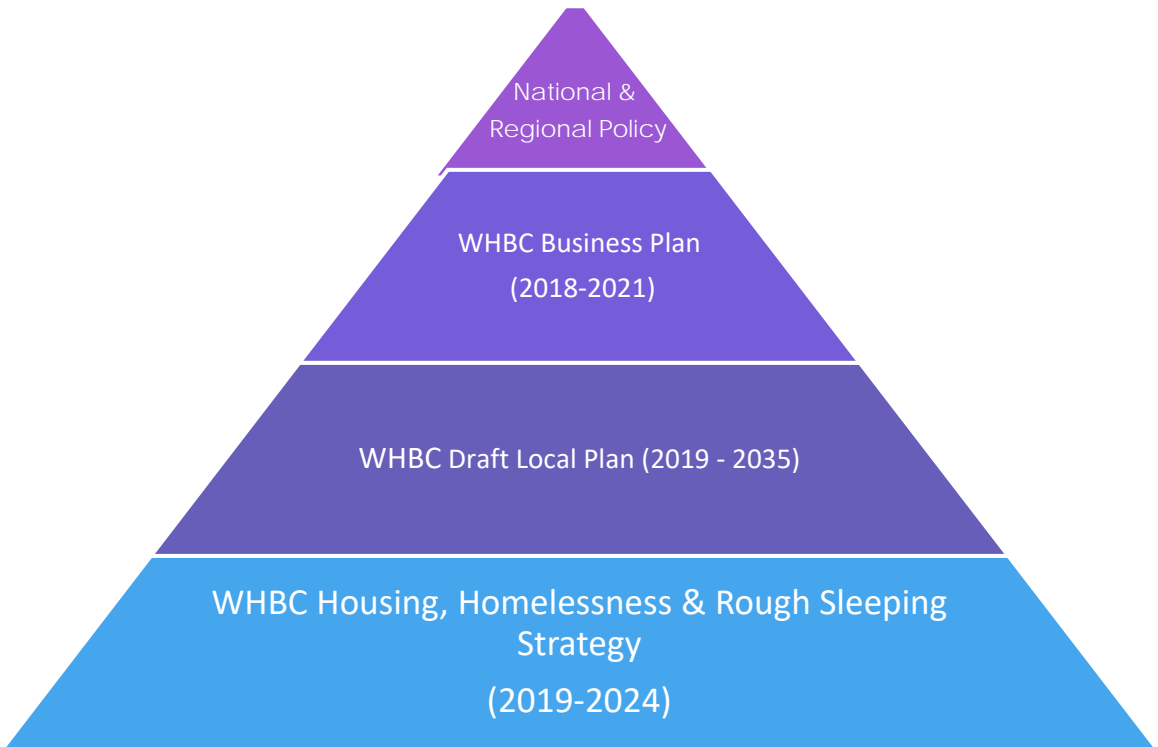 National &
Regional Policy
WHBC Business Plan
(2018-2021)
WHBC Draft Local Plan (2019 - 2035)
WHBC Housing, Homelessness & Rough Sleeping
Strategy
(2019-2024)